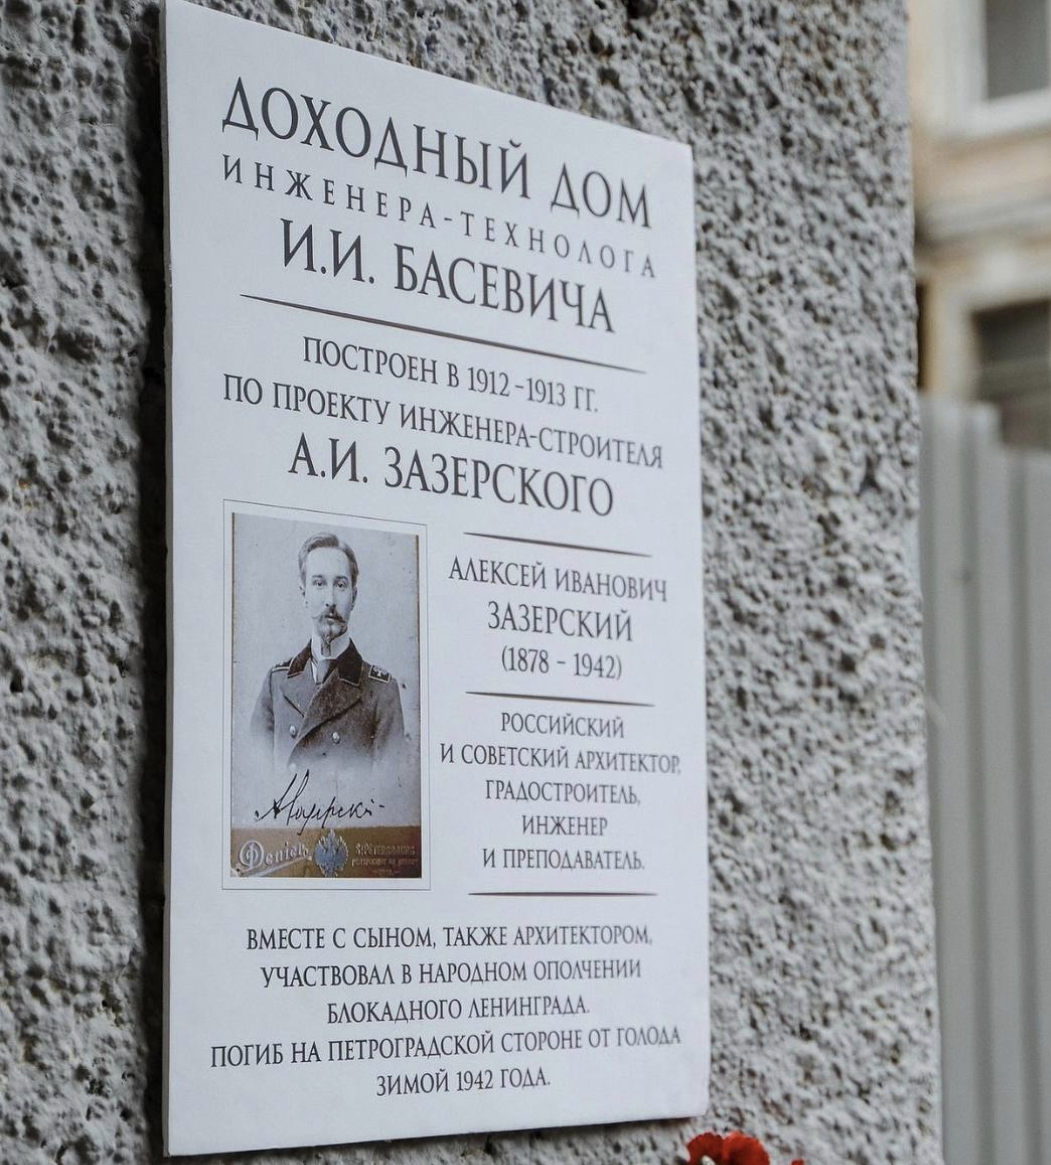 ДОХОДНЫЙ ДОМ
ИНЖЕНЕРА-ТЕХНОЛОГА
И.И. БАСЕВИЧА
ПОСТРОЕН В 1912 - 1913 ГГ.
ПО ПРОЕКТУ ИНЖЕНЕРА-СТРОИТЕЛЯ
А.И. ЗАЗЕРСКОГО
АЛЕКСЕЙ ИВАНОВИЧ
ЗАЗЕРСКИЙ
(1878 - 1942)
РОССИЙСКИЙ
И СОВЕТСКИЙ АРХИТЕКТОР,
ГРАДОСТРОИТЕЛЬ,
ИНЖЕНЕР
И ПРЕПОДАВАТЕЛЬ.
Deniér
ВМЕСТЕ С СЫНОМ, ТАКЖЕ АРХИТЕКТОРОМ,
УЧАСТВОВАЛ В НАРОДНОМ ОПОЛЧЕНИИ
БЛОКАДНОГО ЛЕНИНГРАДА.
ПОГИБ НА ПЕТРОГРАДСКОЙ СТОРОНЕ ОТ ГОЛОДА
ЗИМОЙ 1942 ГОДА.